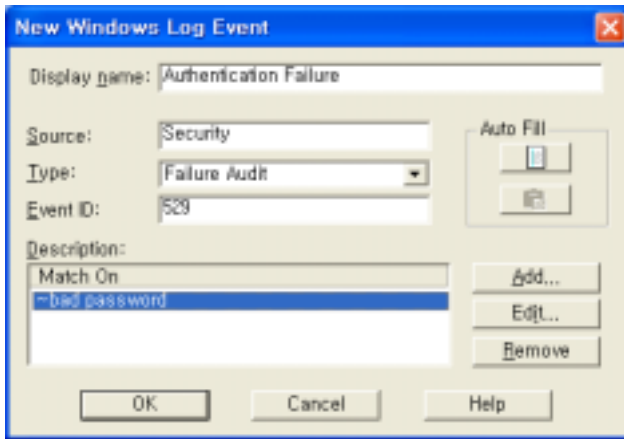 New Windows Log Event
Display name: Authentication Failure
Source: Security
Auto Fill
Type: Failure Audit
Event ID: 529
Description:
Match On
~bad password
Add...
Edit...
Remove
OK Cancel Help